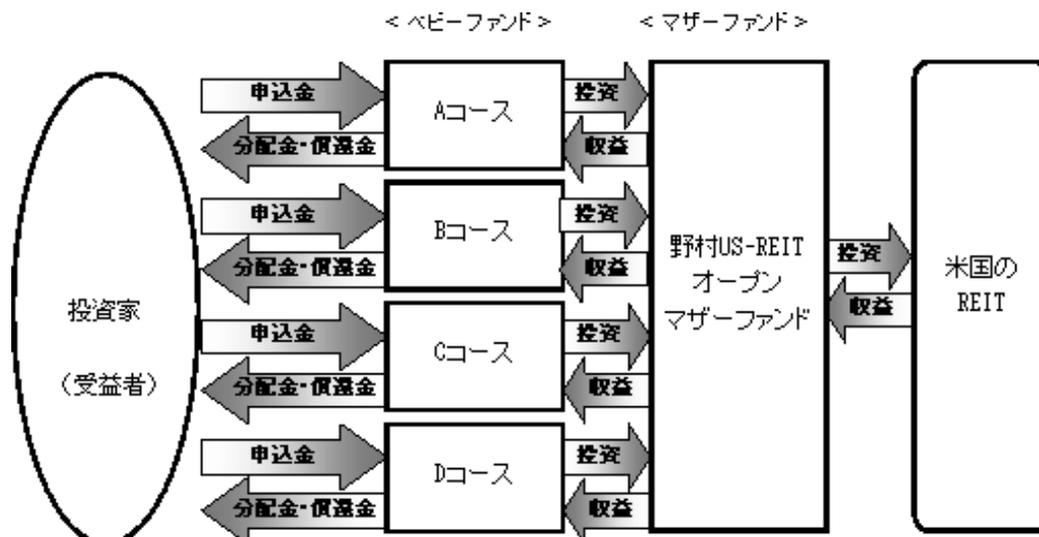 ＜ベビーファンド＞
＜マザーファンド＞
投資家
（受益者）
申込金
分配金・償還金
Aコース
投資
収益
申込金
分配金・償還金
Bコース
投資
収益
申込金
分配金・償還金
Cコース
投資
収益
申込金
分配金・償還金
Dコース
投資
収益
野村US-REIT
オープン
マザーファンド
投資
収益
米国の
REIT